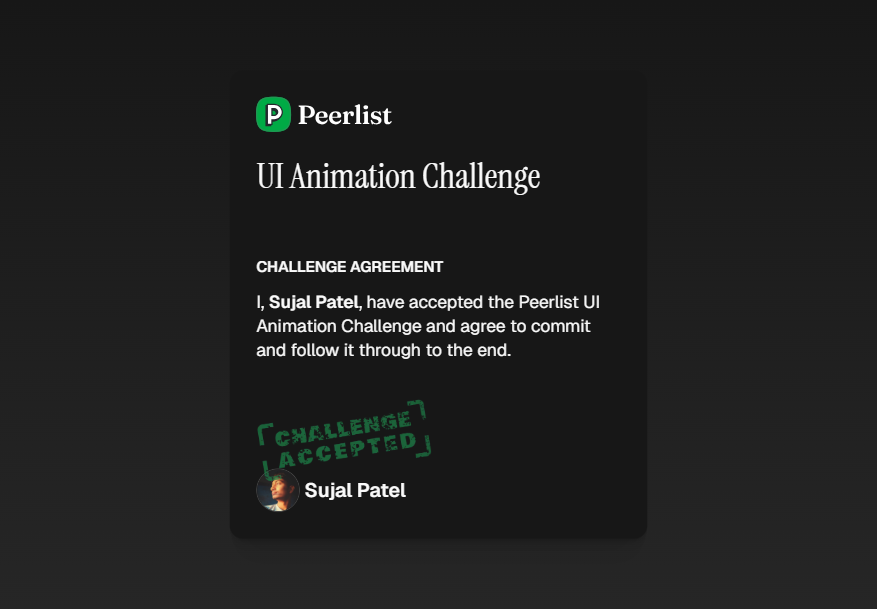 Peerlist
UI Animation Challenge
CHALLENGE AGREEMENT
I, Sujal Patel, have accepted the Peerlist UI
Animation Challenge and agree to commit
and follow it through to the end.
CHALLENGE
ACCEPTED
Sujal Patel